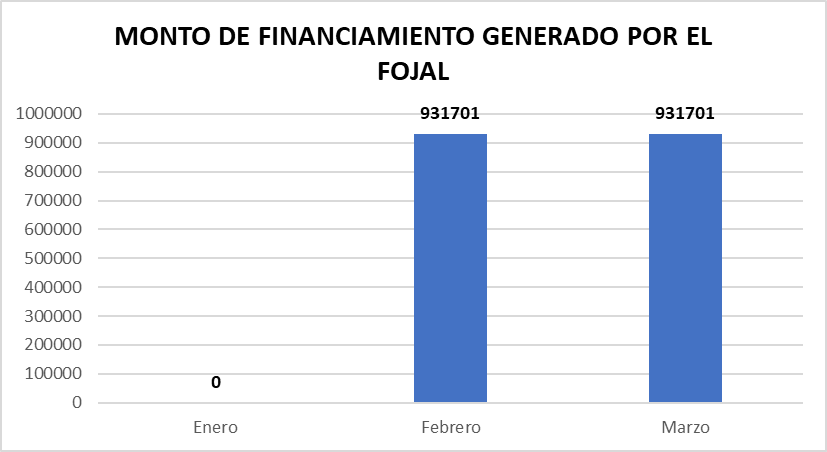 MONTO DE FINANCIAMIENTO GENERADO POR EL
FOJAL
1000000
900000
800000
700000
600000
500000
400000
300000
200000
100000
0
0
931701
931701
Enero
Febrero
Marzo